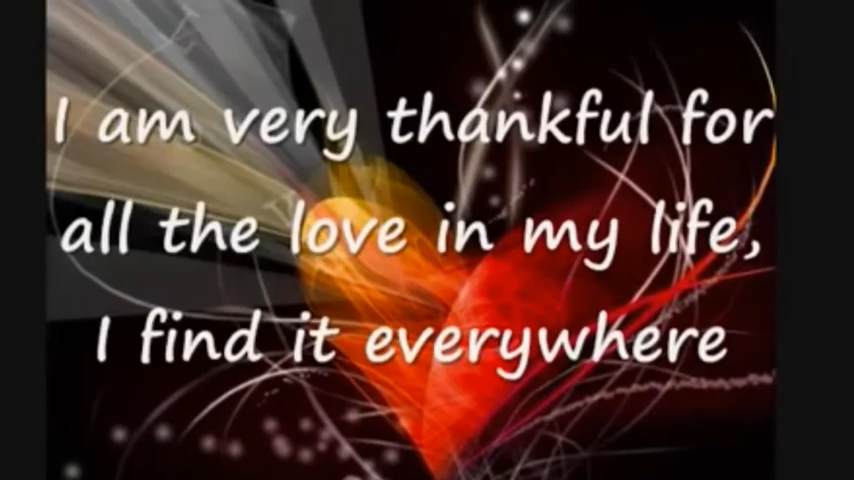 I am very thankful for
all the love in my life,
I find it everywhere